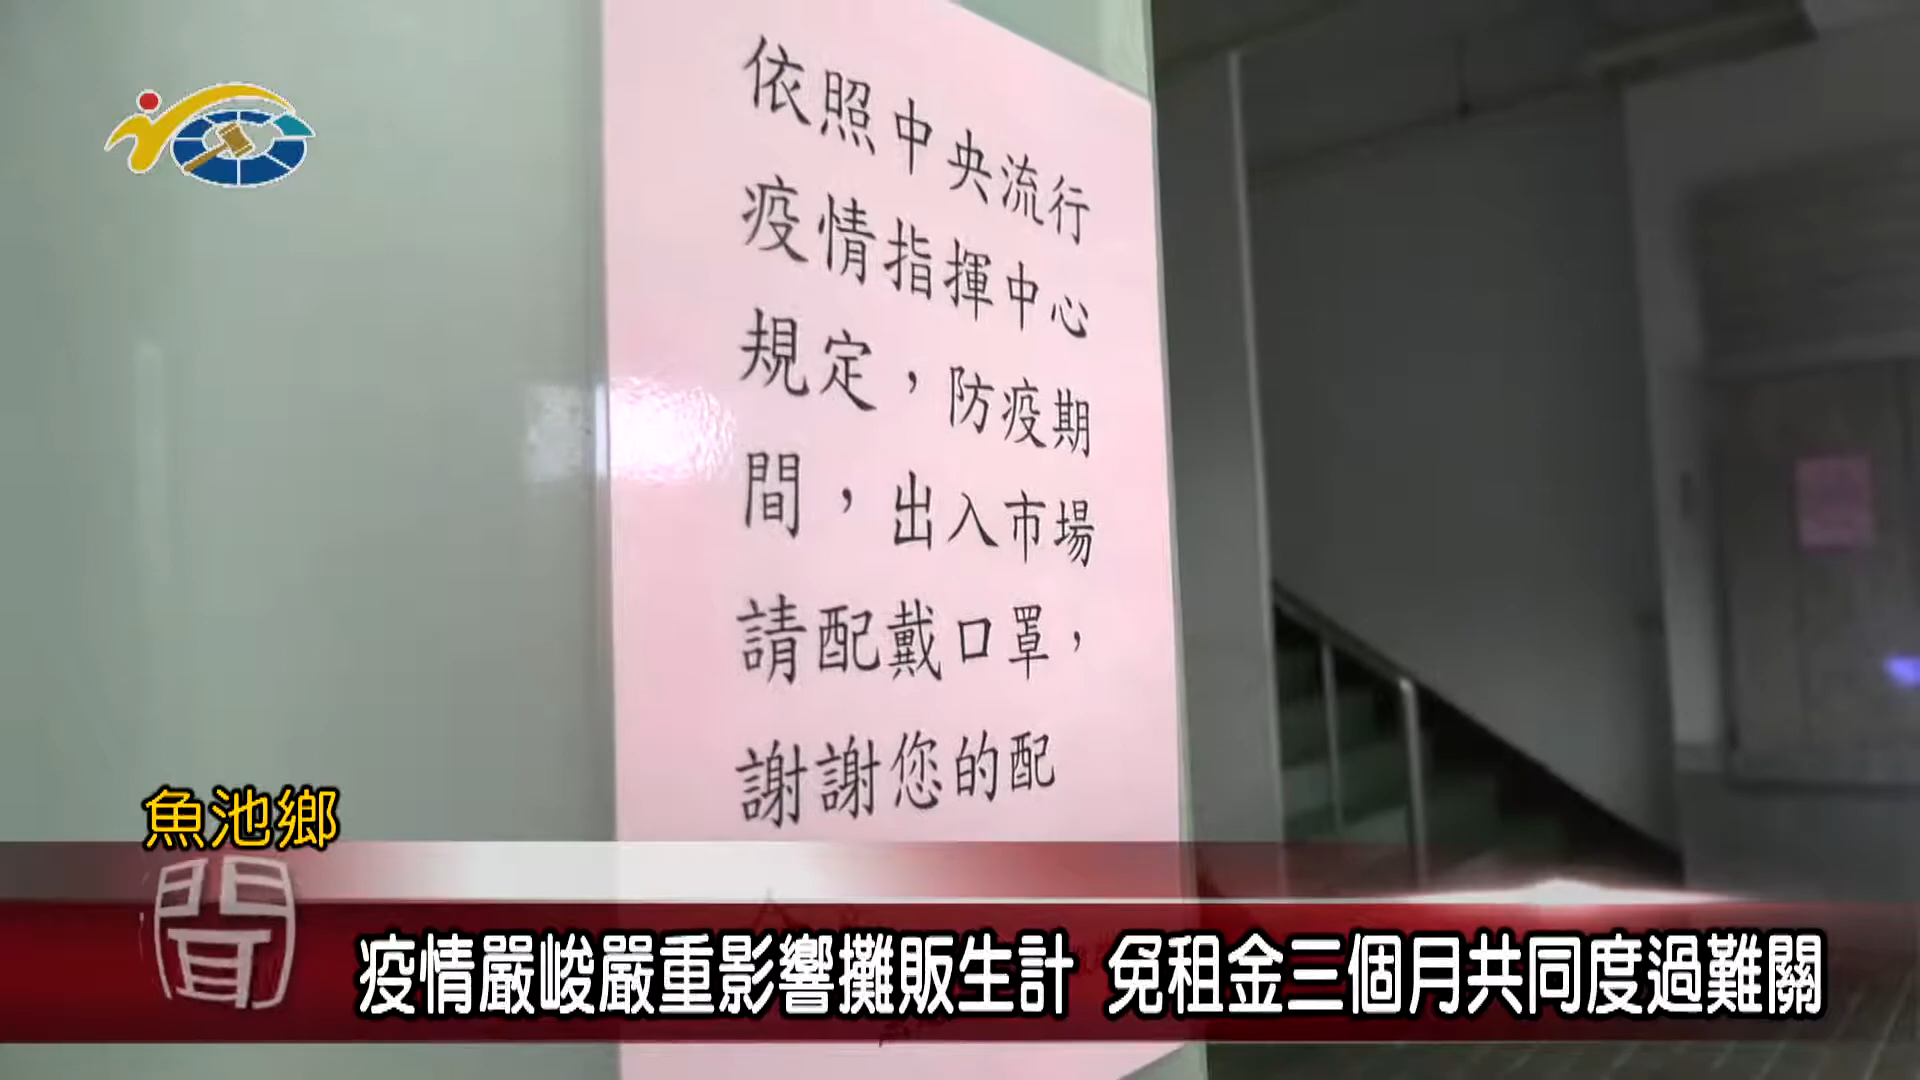 依照中央流行
疫情指揮中心
規定，防疫期
間，出入市場
請配戴口罩，
謝謝您的配
魚池鄉
聞
疫情嚴峻嚴重影響攤販生計 免租金三個月共同度過難關